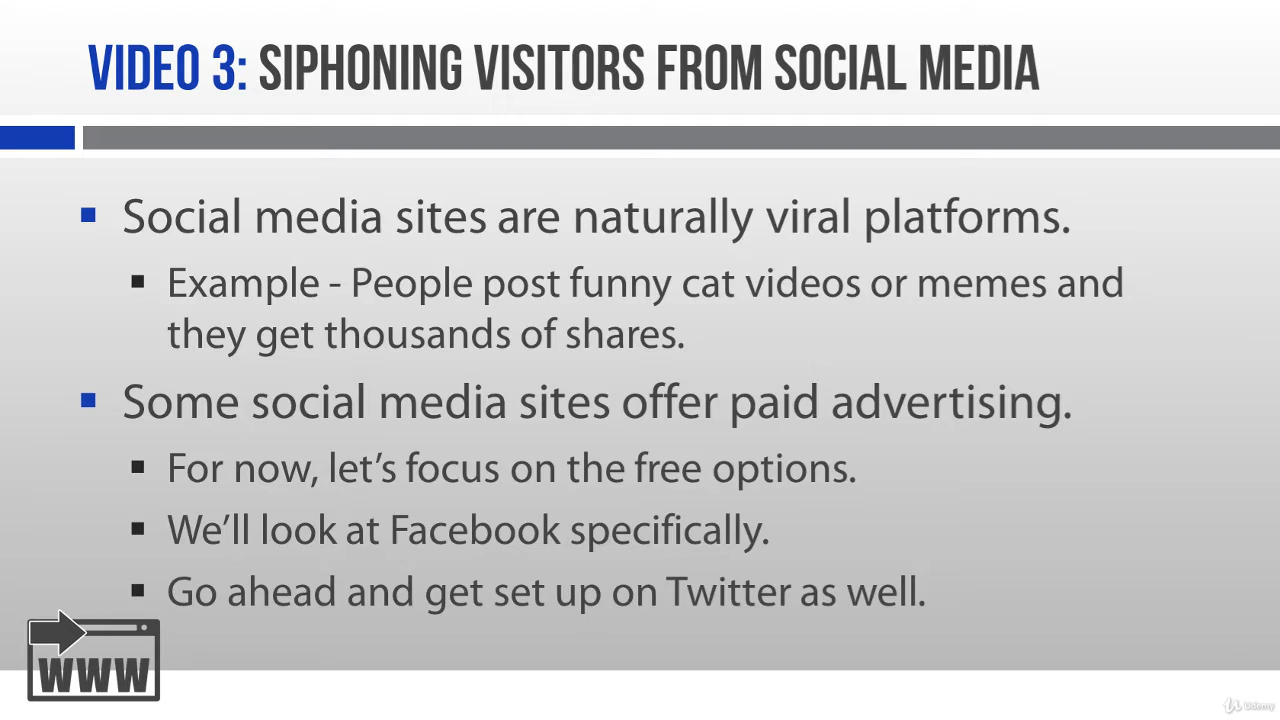 VIDEO 3: SIPHONING VISITORS FROM SOCIAL MEDIA
Social media sites are naturally viral platforms.
Example - People post funny cat videos or memes and
they get thousands of shares.
Some social media sites offer paid advertising.
For now, let’s focus on the free options.
We’ll look at Facebook specifically.
Go ahead and get set up on Twitter as well.
WWW
Udemy